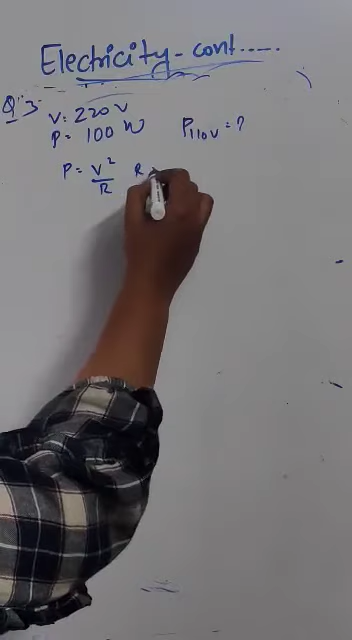 Electricity - cont.....
Q:3. V: 220 V
P= 100 W P110V = ?
P = V²/R R =